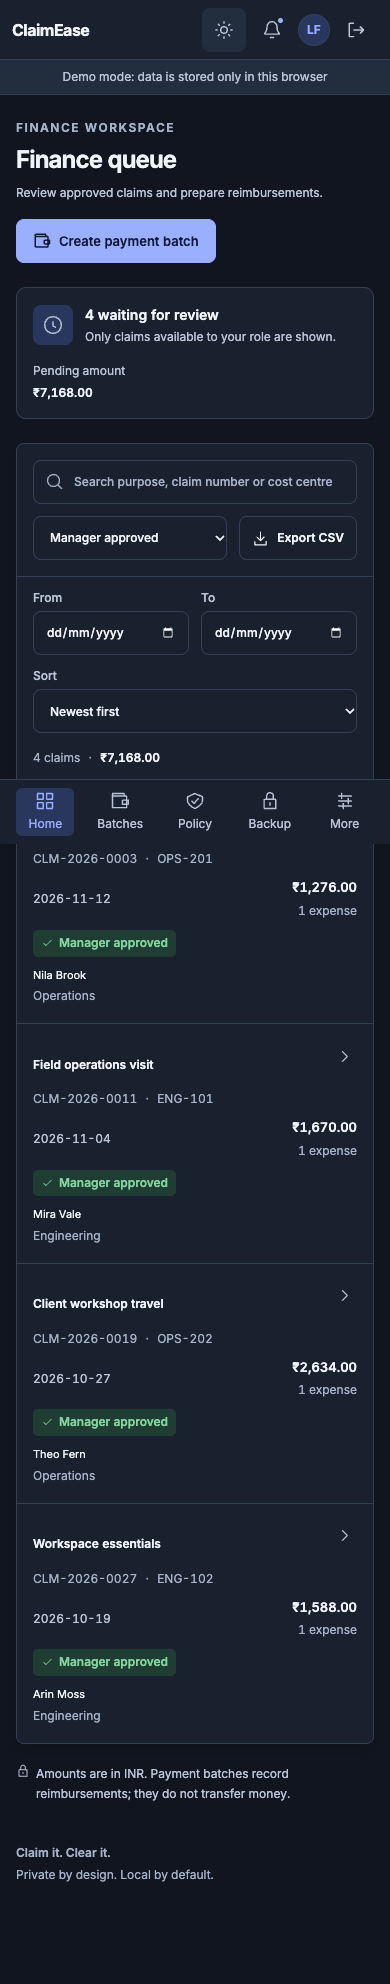 ClaimEase
LF
Demo mode: data is stored only in this browser
FINANCE WORKSPACE
Finance queue
Review approved claims and prepare reimbursements.
Create payment batch
4 waiting for review
Only claims available to your role are shown.
Pending amount
₹7,168.00
Search purpose, claim number or cost centre
Manager approved
Export CSV
From
To
dd/mm/yyyy
dd/mm/yyyy
Sort
Newest first
4 claims · ₹7,168.00
Home
Batches
Policy
Backup
More
CLM-2026-0003 · OPS-201
2026-11-12
₹1,276.00
1 expense
Manager approved
Nila Brook
Operations
Field operations visit
CLM-2026-0011 · ENG-101
2026-11-04
₹1,670.00
1 expense
Manager approved
Mira Vale
Engineering
Client workshop travel
CLM-2026-0019 · OPS-202
2026-10-27
₹2,634.00
1 expense
Manager approved
Theo Fern
Operations
Workspace essentials
CLM-2026-0027 · ENG-102
2026-10-19
₹1,588.00
1 expense
Manager approved
Arin Moss
Engineering
Amounts are in INR. Payment batches record
reimbursements; they do not transfer money.
Claim it. Clear it.
Private by design. Local by default.